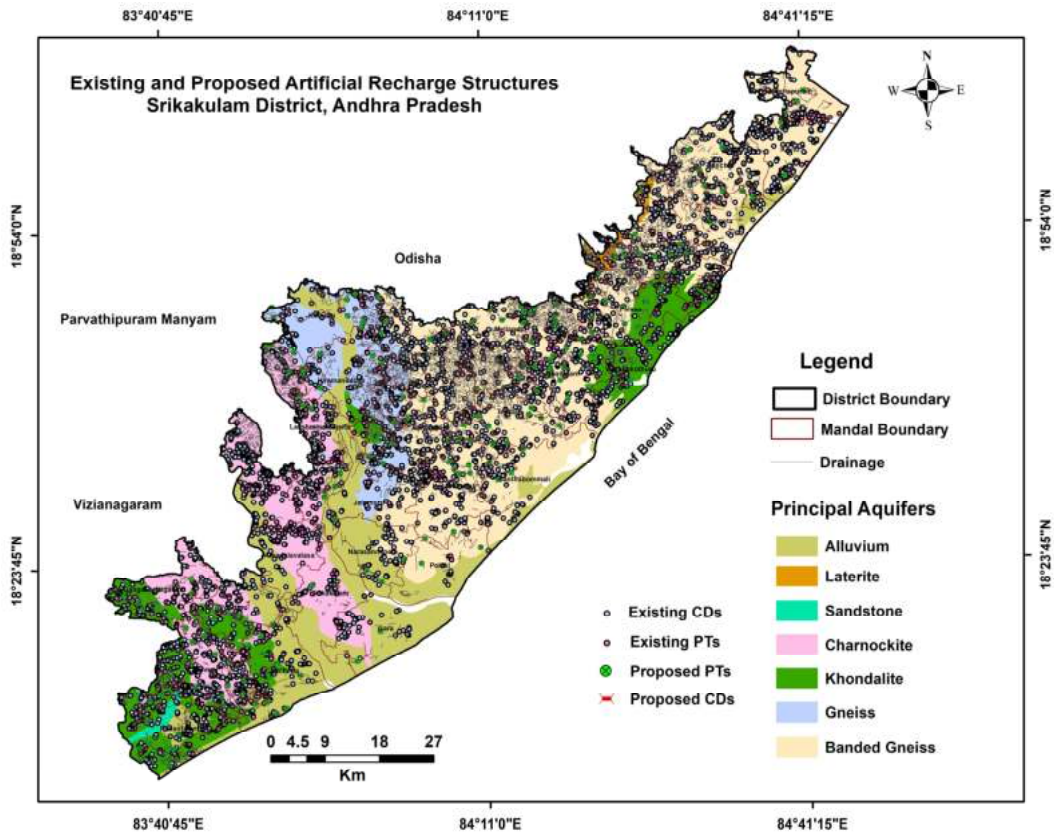 83°40'45"E
84°11'0"E
84°41'15"E
Existing and Proposed Artificial Recharge Structures
Srikakulam District, Andhra Pradesh
N
W
E
S
18°54'0"N
18°54'0"N
Odisha
Parvathipuram Manyam
Legend
District Boundary
Mandal Boundary
Drainage
Bay of Bengal
Vizianagaram
Principal Aquifers
Alluvium
Laterite
Sandstone
Charnockite
Khondalite
Gneiss
Banded Gneiss
18°23'45"N
18°23'45"N
Existing CDs
Existing PTs
Proposed PTs
Proposed CDs
0 4.5 9 18 27
Km
83°40'45"E
84°11'0"E
84°41'15"E